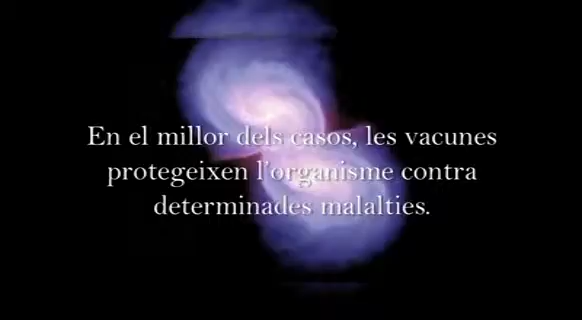 En el millor dels casos, les vacunes
protegeixen l'organisme contra
determinades malalties.